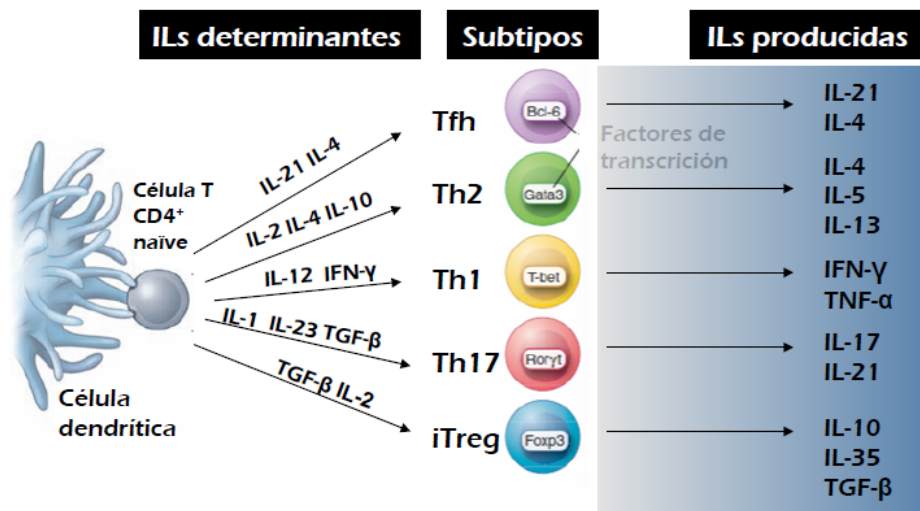 ILs determinantes
Subtipos
ILs producidas
Célula T
CD4⁺
naïve
Célula
dendrítica
IL-21 IL-4
IL-2 IL-4 IL-10
IL-12 IFN-γ
IL-1 IL-23 TGF-β
TGF-β IL-2
Tfh
Bcl-6
Th2
Gata3
Th1
T-bet
Th17
Rorγt
iTreg
Foxp3
Factores de
transcrición
IL-21
IL-4
IL-4
IL-5
IL-13
IFN-γ
TNF-α
IL-17
IL-21
IL-10
IL-35
TGF-β